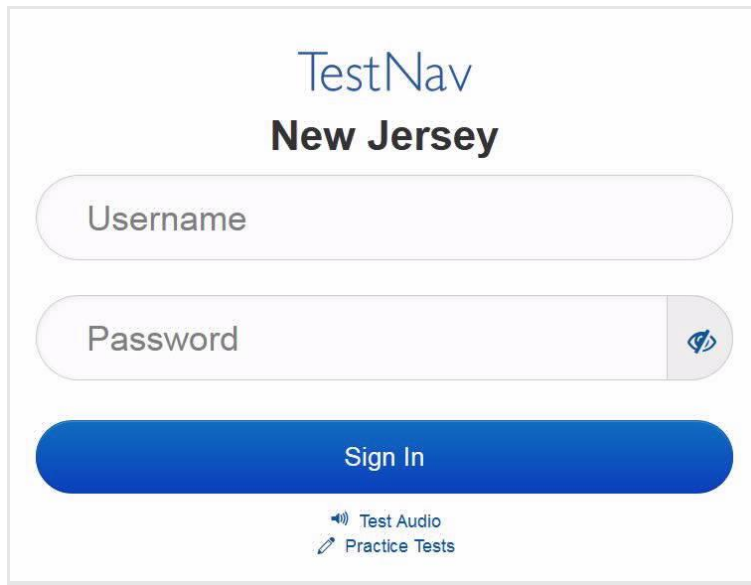 TestNav
New Jersey
Username
Password
Sign In
Test Audio
Practice Tests